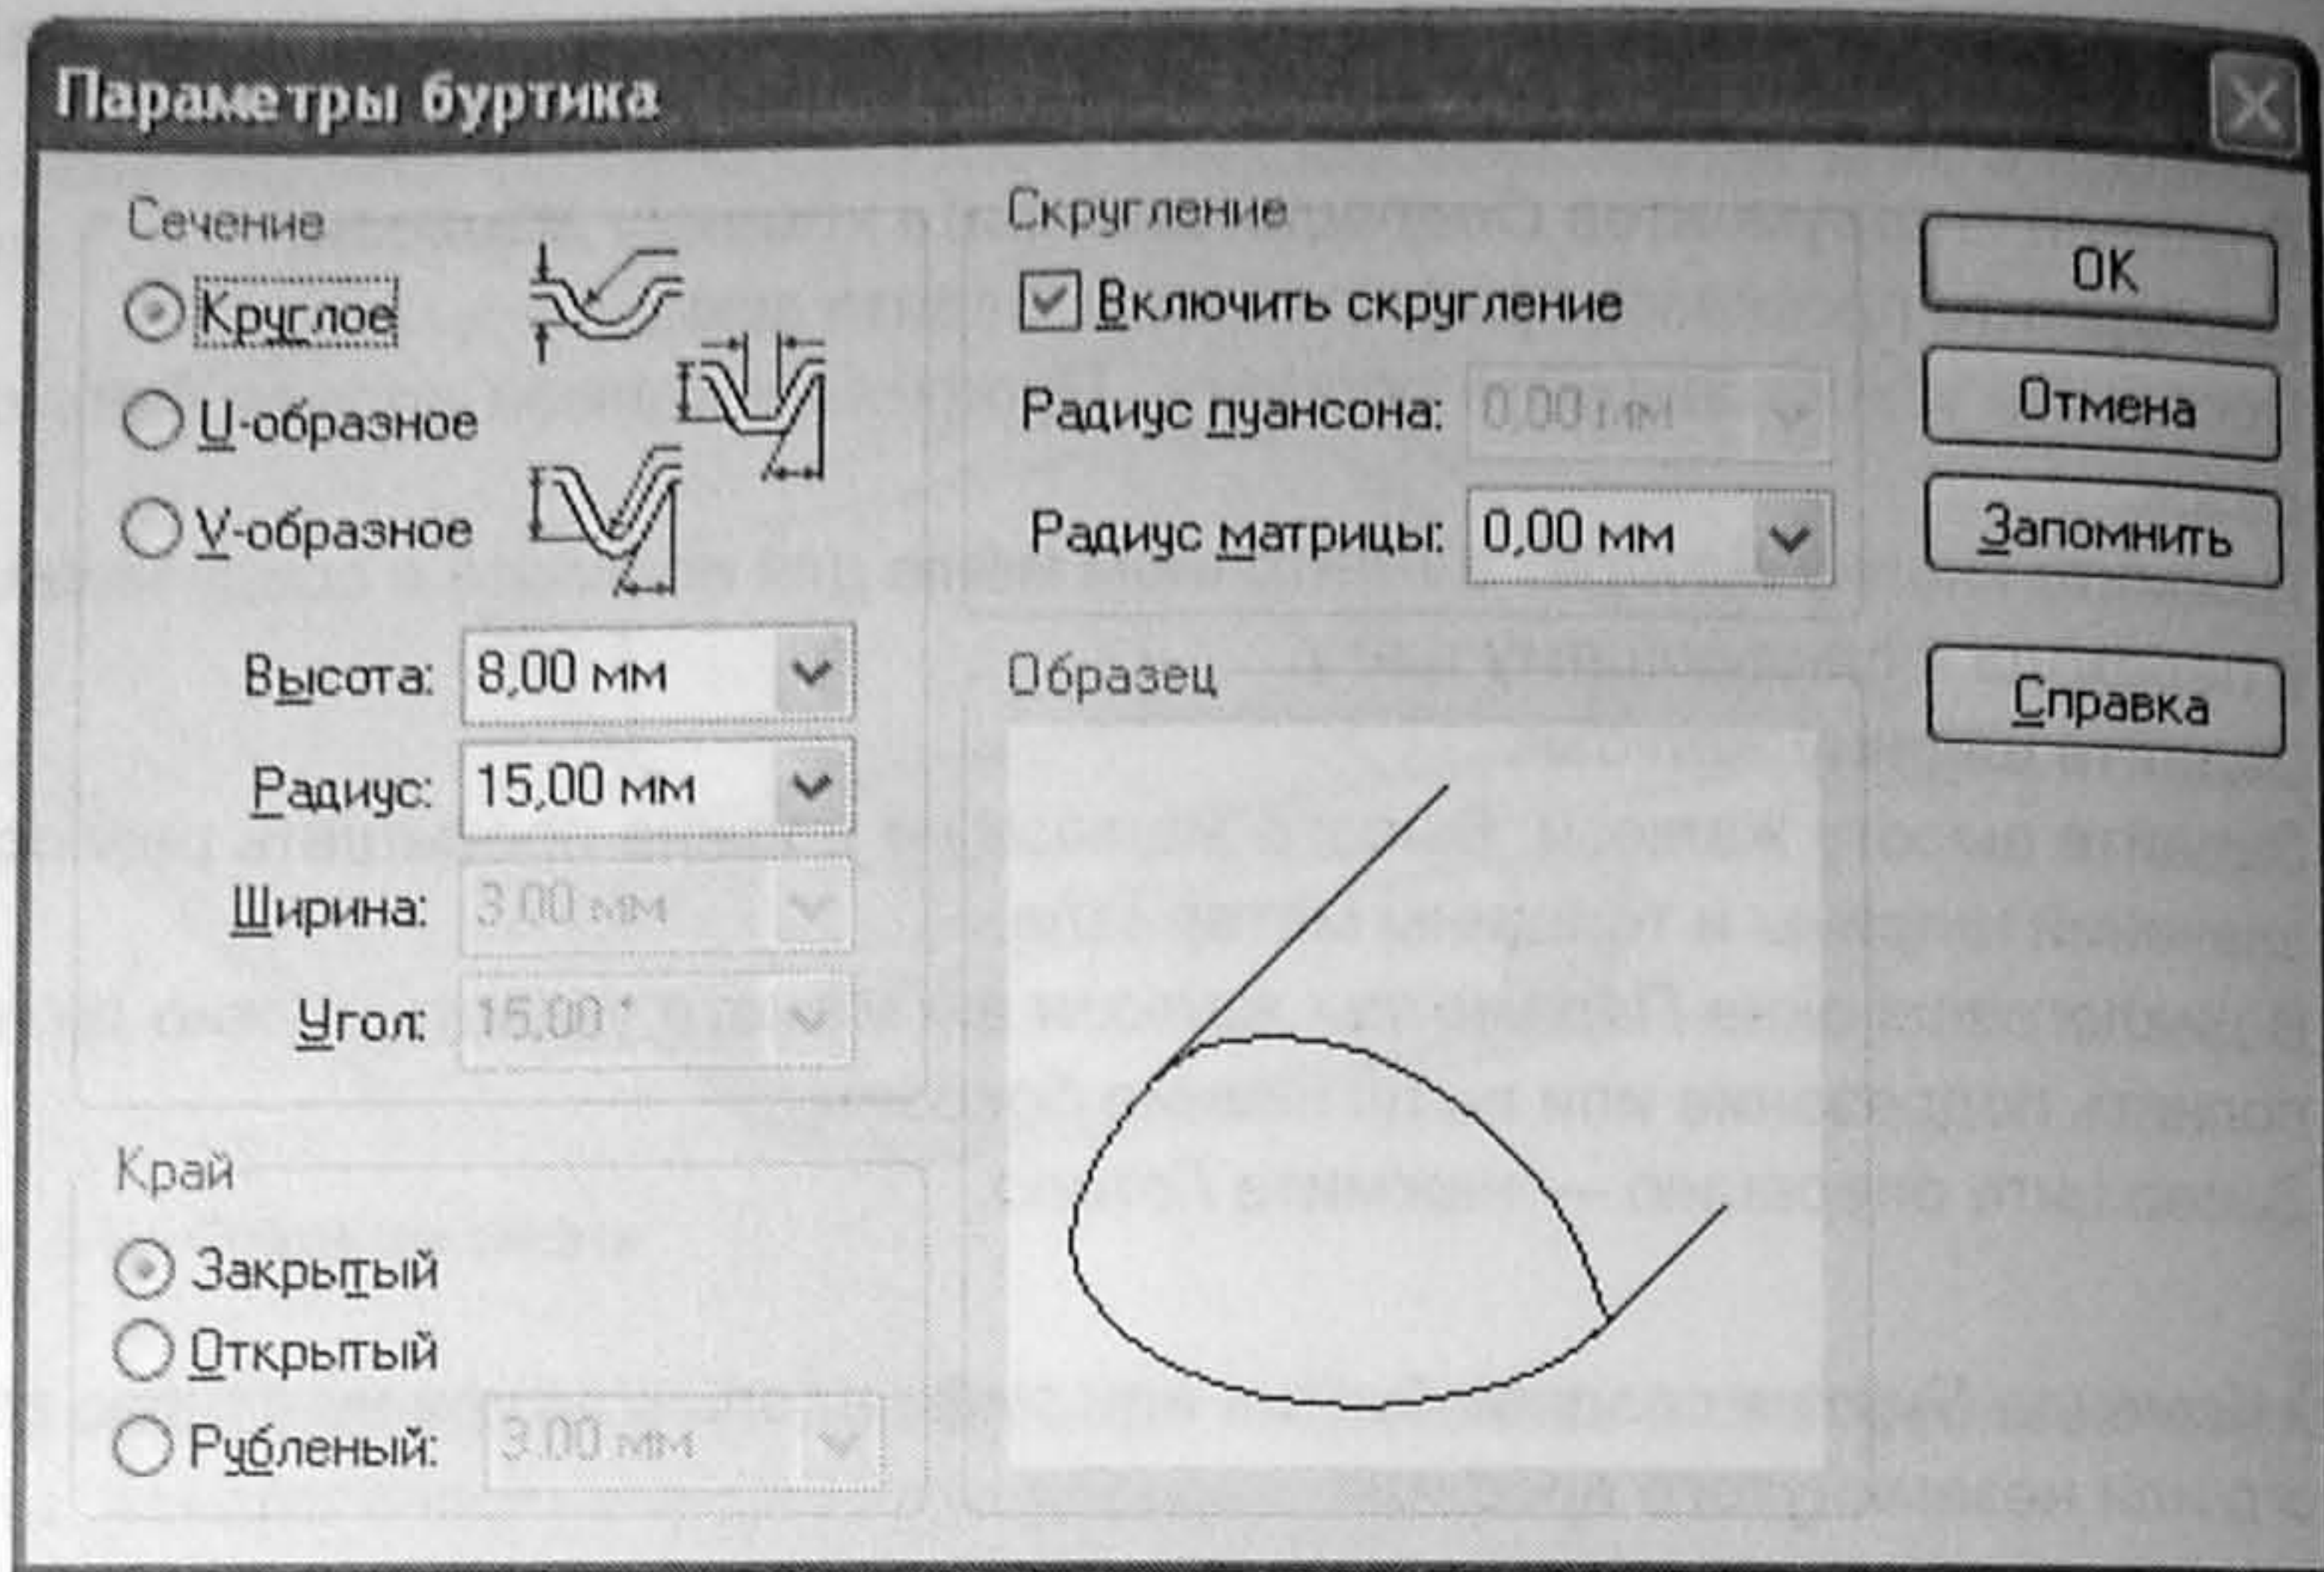 Параметры буртика
Сечение
Круглое
U-образное
V-образное
Высота: 8,00 мм
Радиус: 15,00 мм
Ширина: 3.00 мм
Угол: 15,00 °
Край
Закрытый
Открытый
Рубленый: 3.00 мм
Скругление
Включить скругление
Радиус пуансона: 0,00 мм
Радиус матрицы: 0,00 мм
Образец
OK
Отмена
Запомнить
Справка